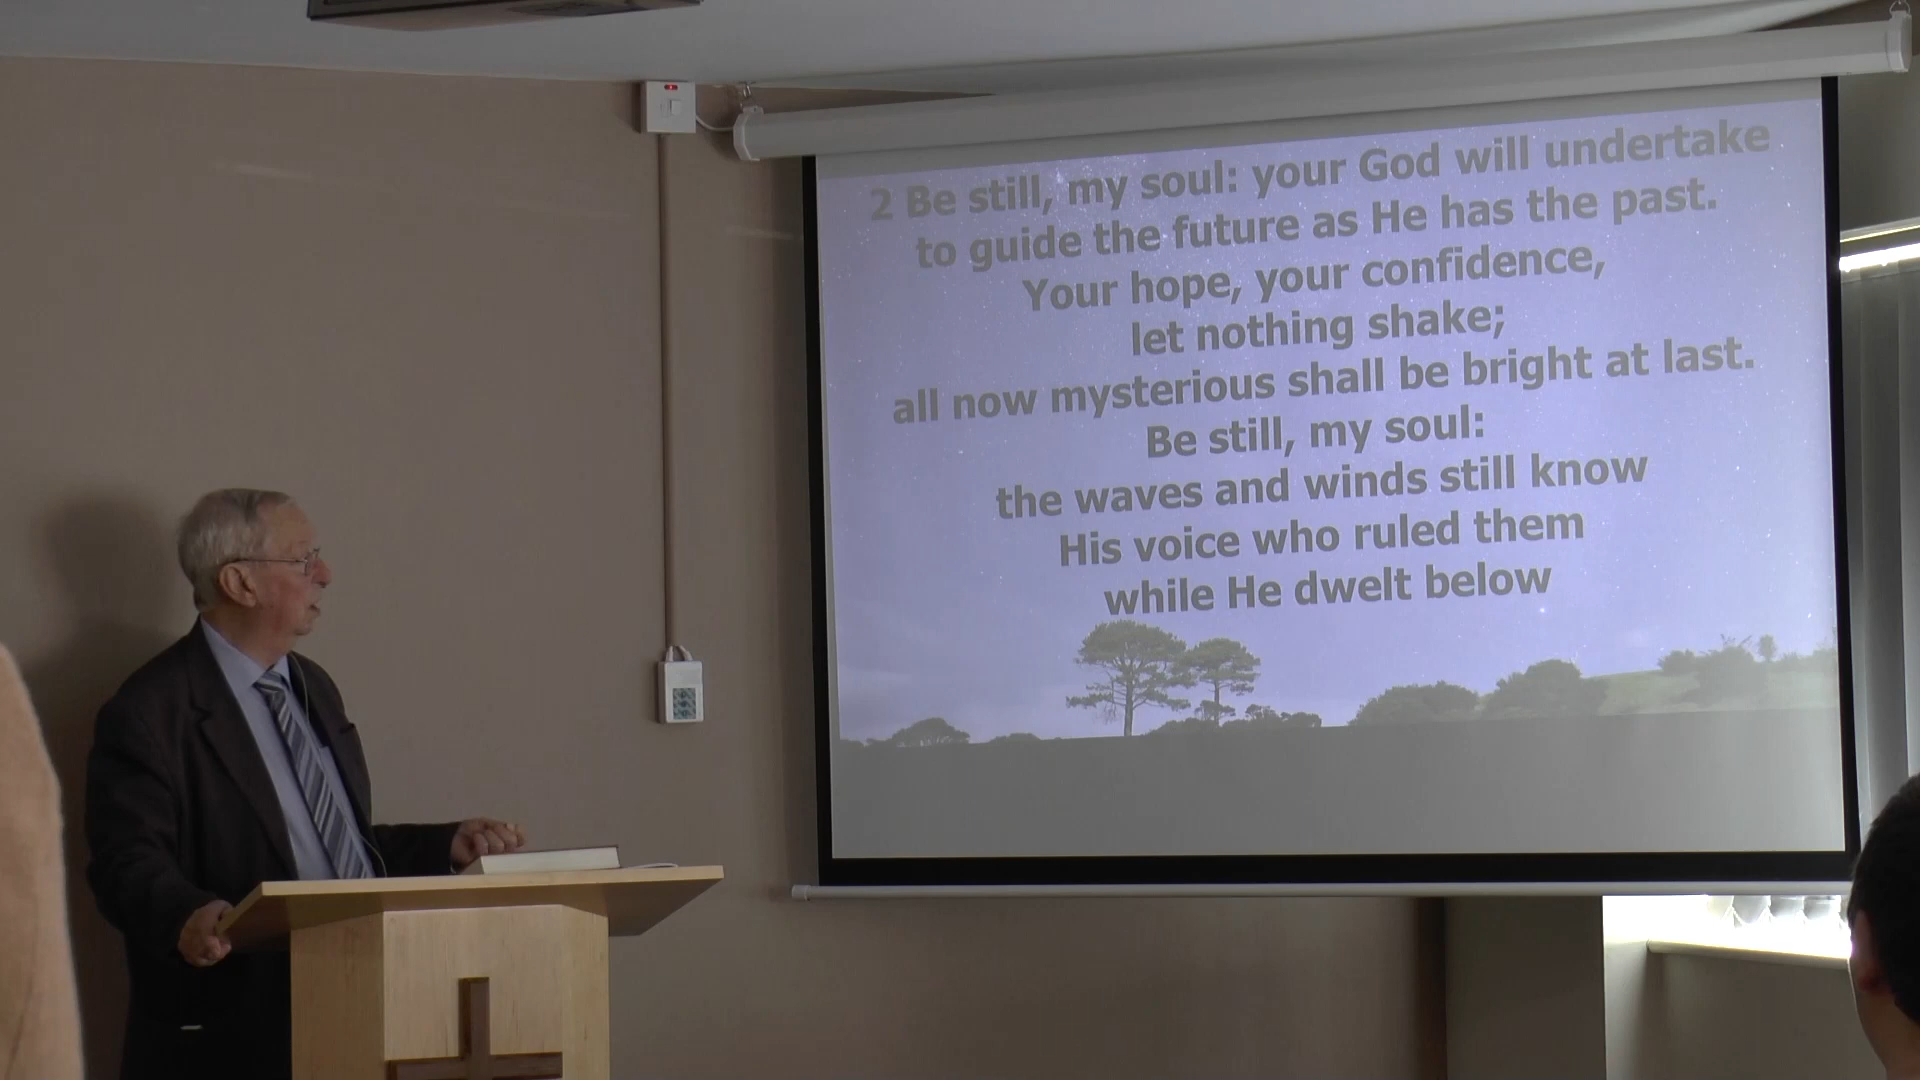 2 Be still, my soul: your God will undertake
to guide the future as He has the past.
Your hope, your confidence,
let nothing shake;
all now mysterious shall be bright at last.
Be still, my soul:
the waves and winds still know
His voice who ruled them
while He dwelt below